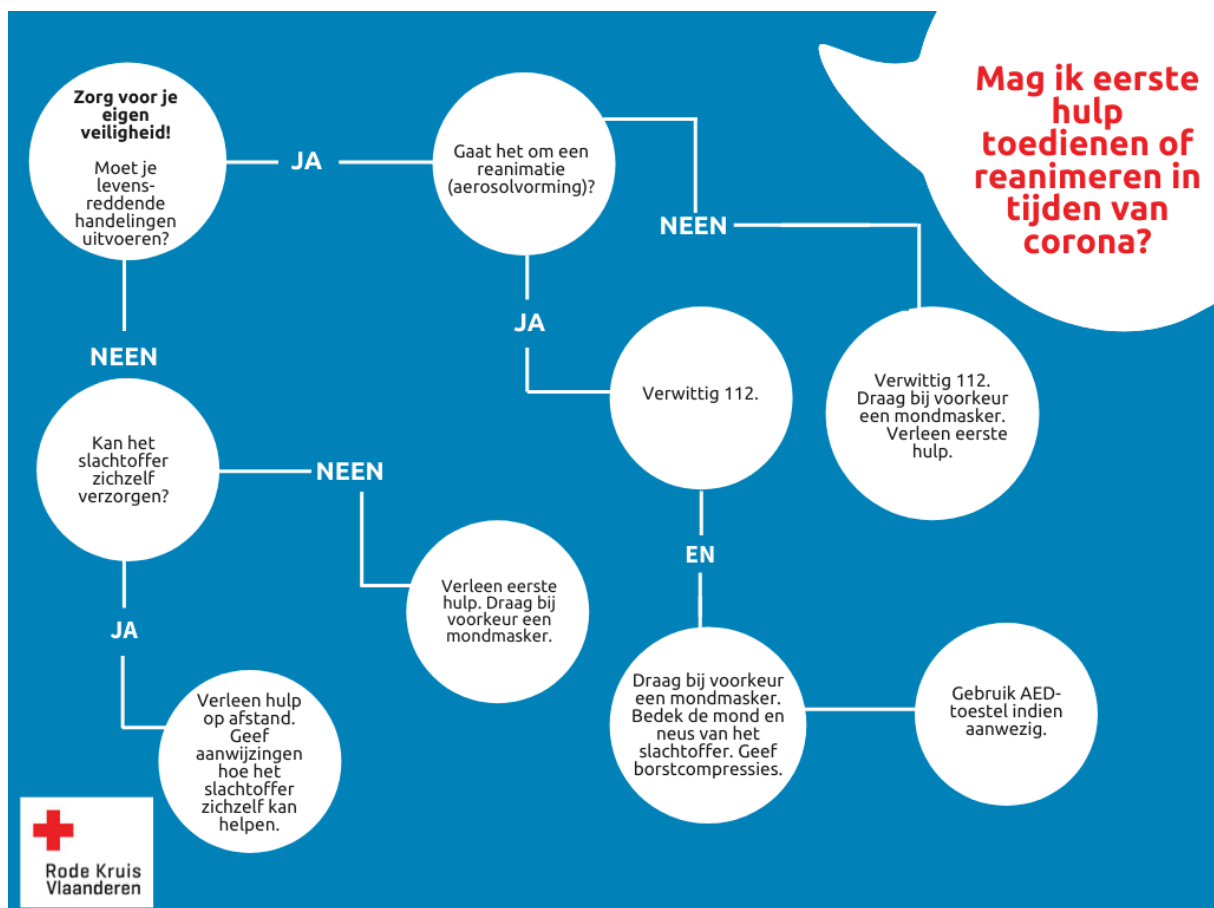 Mag ik eerste
hulp
toedienen of
reanimeren in
tijden van
corona?
Zorg voor je
eigen
veiligheid!
Moet je
levens-
reddende
handelingen
uitvoeren?
JA
Gaat het om een
reanimatie
(aerosolvorming)?
NEEN
Verwittig 112.
Draag bij voorkeur
een mondmasker.
Verleen eerste
hulp.
JA
Verwittig 112.
EN
Draag bij voorkeur
een mondmasker.
Bedek de mond en
neus van het
slachtoffer. Geef
borstcompressies.
Gebruik AED-
toestel indien
aanwezig.
NEEN
Kan het
slachtoffer
zichzelf
verzorgen?
NEEN
Verleen eerste
hulp. Draag bij
voorkeur een
mondmasker.
JA
Verleen hulp
op afstand.
Geef
aanwijzingen
hoe het
slachtoffer
zichzelf kan
helpen.
Rode Kruis
Vlaanderen